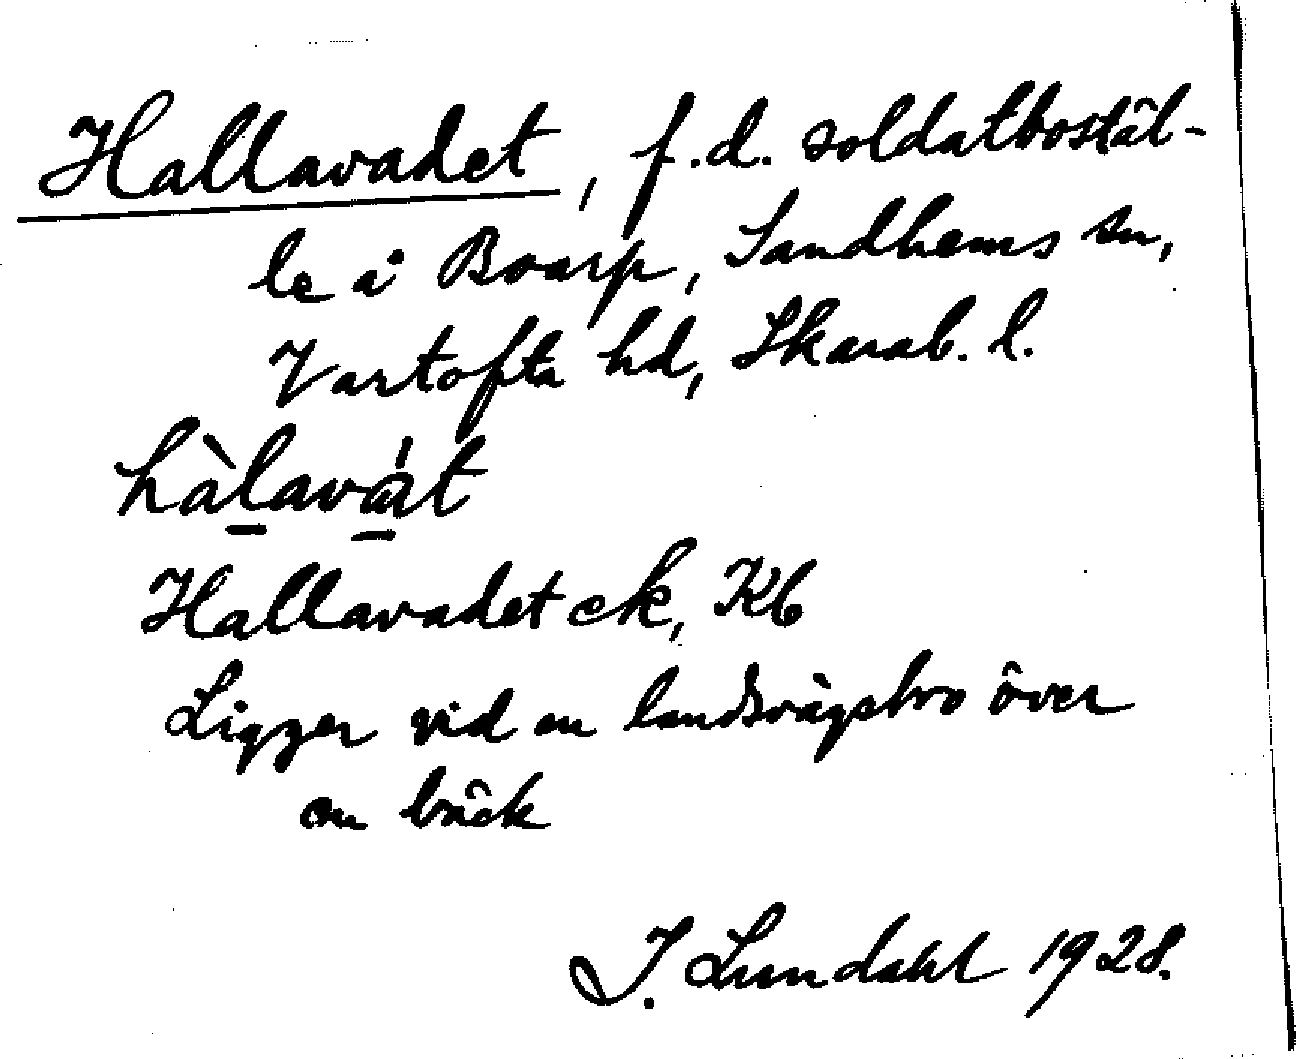 Hallavadet, f.d. soldatbostäl-
le å Boarp, Sandhems sn,
Vartofta hd, Skarab. l.
hàlavát
Hallavadet ek, Kb
Ligger vid en landsvägsbro över
en bäck
J. Lundahl 1928.